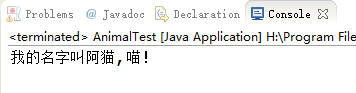 Problems @ Javadoc Declaration Console
<terminated> AnimalTest [Java Application] H:\Program File
我的名字叫阿猫,喵!